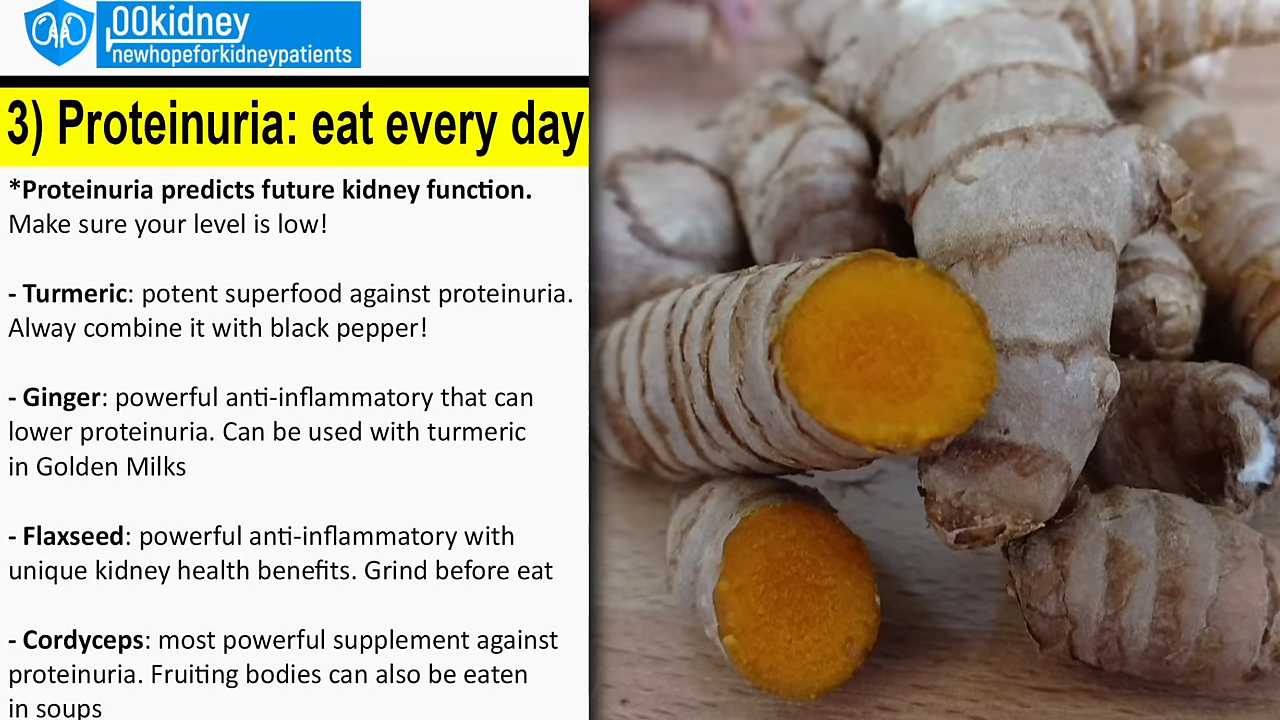 00kidney
newhopeforkidneypatients
3) Proteinuria: eat every day
*Proteinuria predicts future kidney function.
Make sure your level is low!
- Turmeric: potent superfood against proteinuria.
Alway combine it with black pepper!
- Ginger: powerful anti-inflammatory that can
lower proteinuria. Can be used with turmeric
in Golden Milks
- Flaxseed: powerful anti-inflammatory with
unique kidney health benefits. Grind before eat
- Cordyceps: most powerful supplement against
proteinuria. Fruiting bodies can also be eaten
in soups